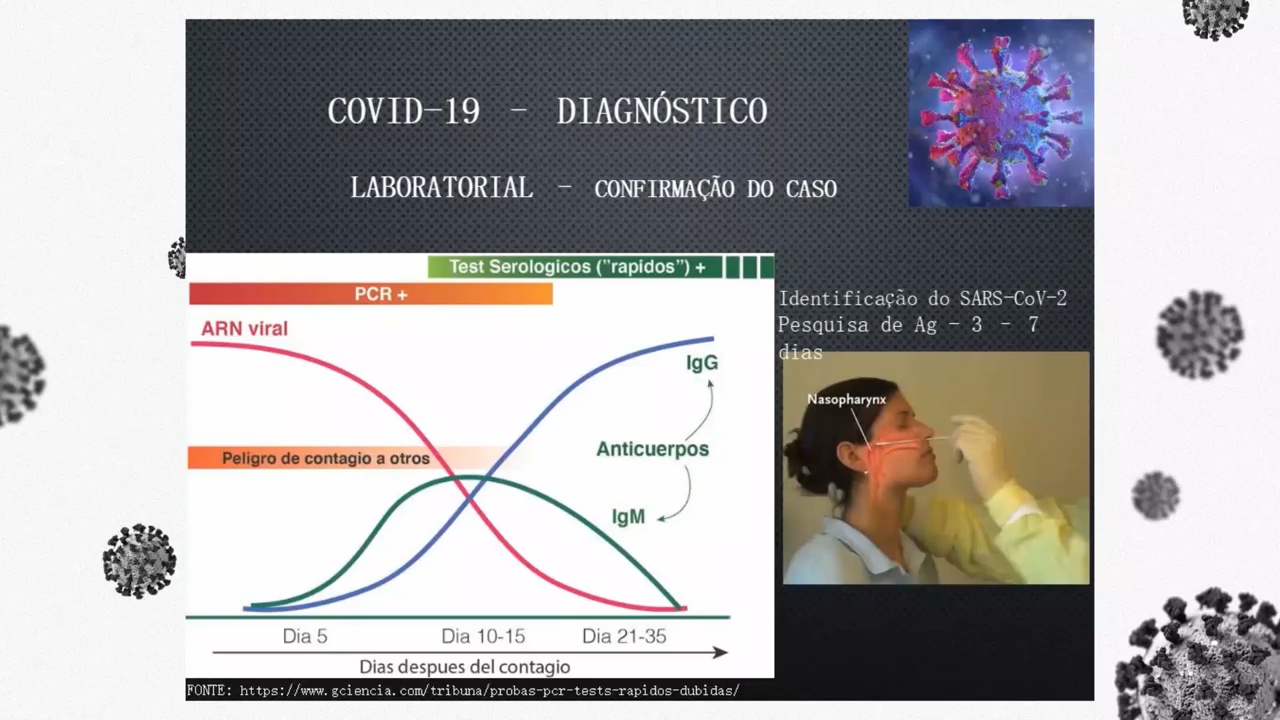 COVID-19 - DIAGNÓSTICO
LABORATORIAL - CONFIRMAÇÃO DO CASO
Test Serologicos ("rapidos") +
PCR +
ARN viral
IgG
Peligro de contagio a otros
Anticuerpos
IgM
Dia 5 Dia 10-15 Dia 21-35
Dias despues del contagio
Identificação do SARS-CoV-2
Pesquisa de Ag - 3 - 7
dias
Nasopharynx
FONTE: https://www.gciencia.com/tribuna/probas-pcr-tests-rapidos-dubidas/